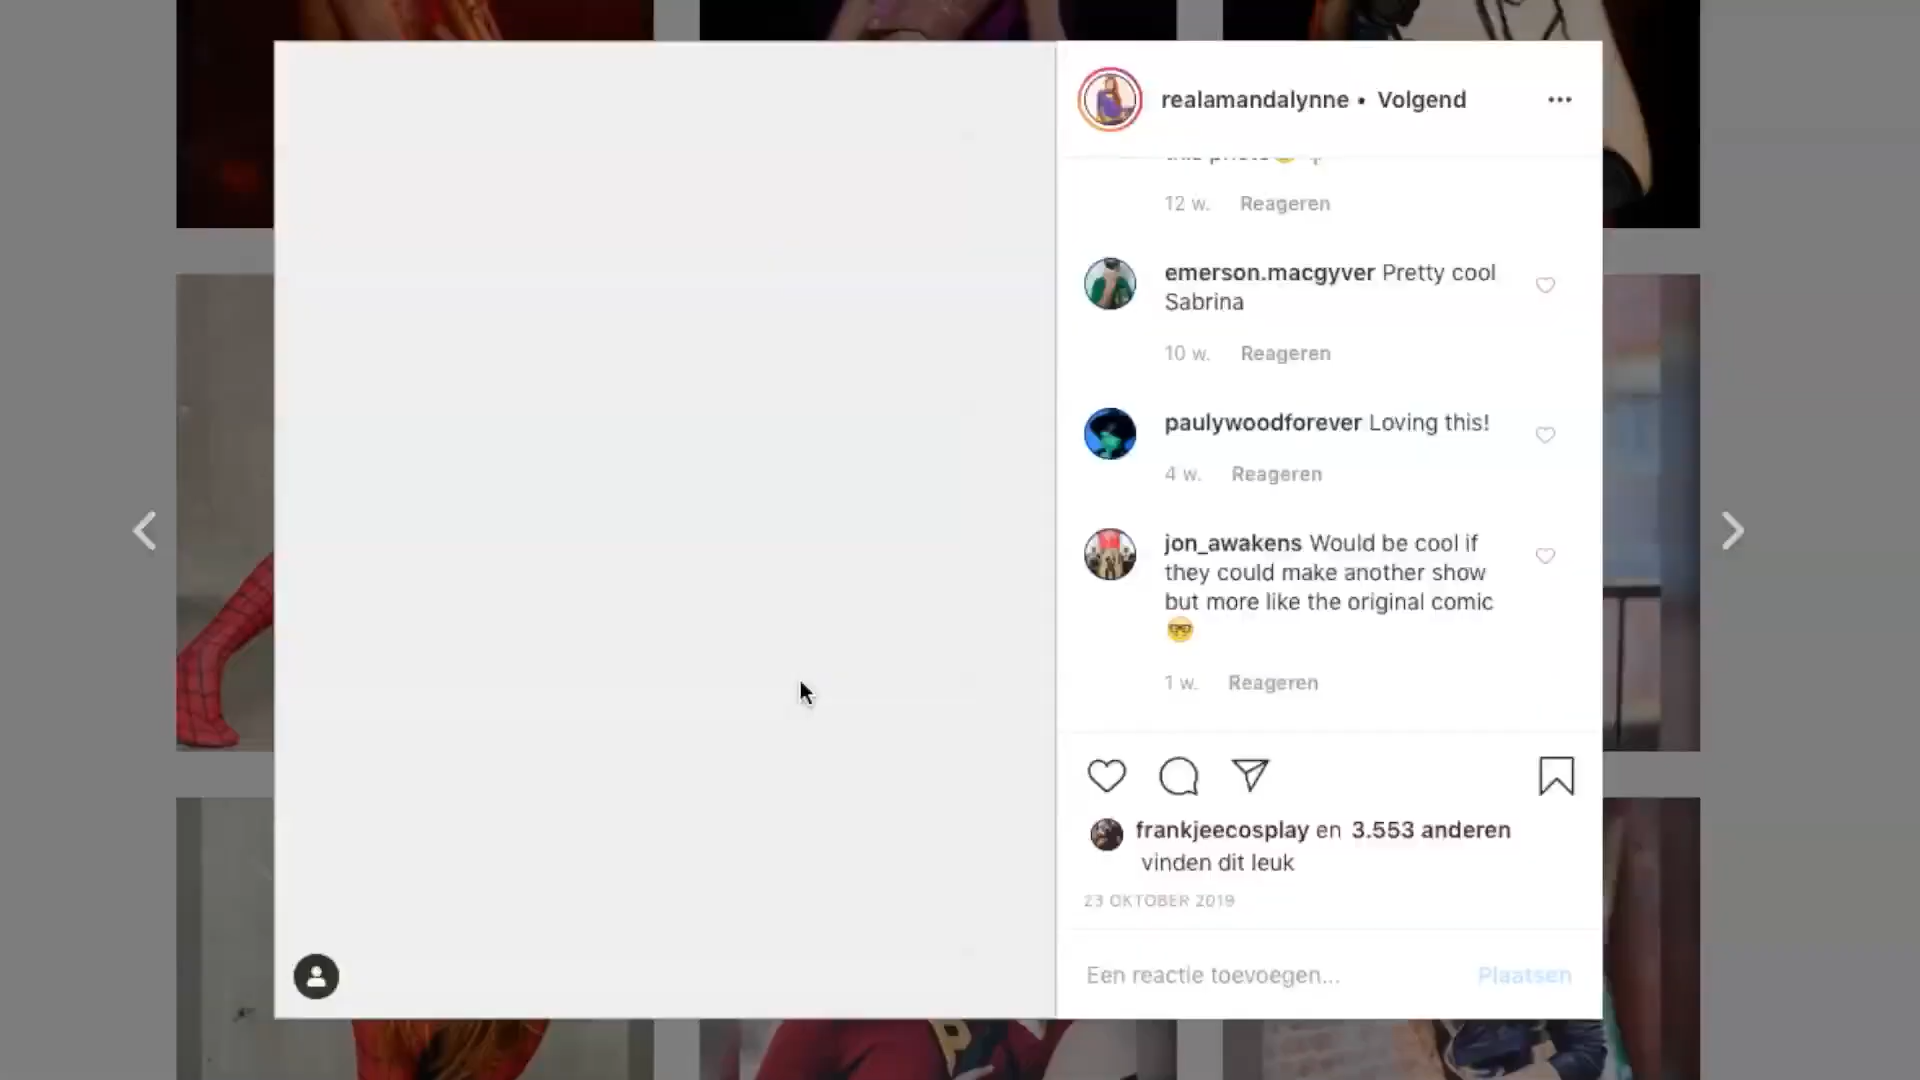 realamandalynne • Volgend
12 w. Reageren
emerson.macgyver Pretty cool
Sabrina
10 w. Reageren
paulywoodforever Loving this!
4 w. Reageren
jon_awakens Would be cool if
they could make another show
but more like the original comic
🤓
1 w. Reageren
frankjeecosplay en 3.553 anderen
vinden dit leuk
23 OKTOBER 2019
Een reactie toevoegen... Plaatsen